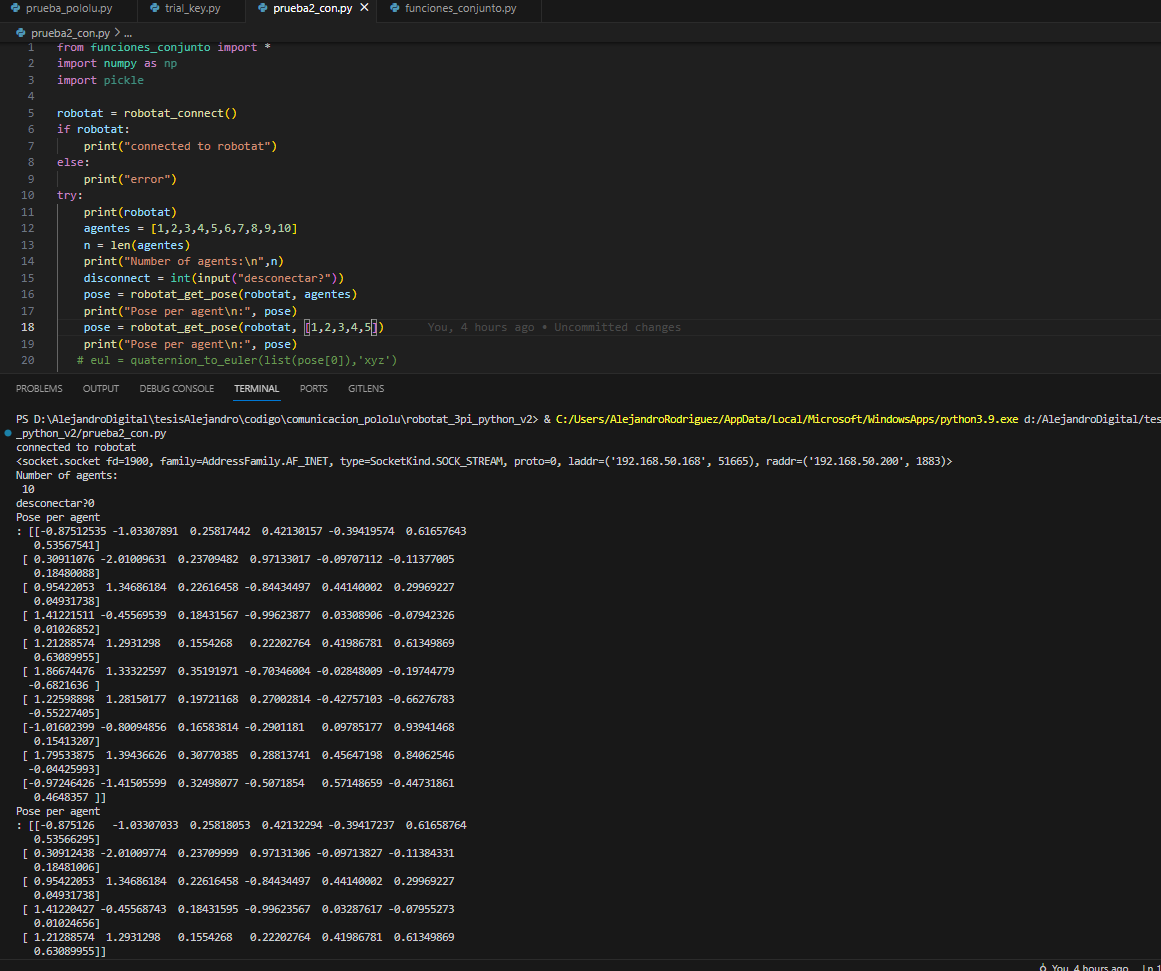 prueba_pololu.py trial_key.py prueba2_con.py funciones_conjunto.py
prueba2_con.py > ...
1 from funciones_conjunto import *
2 import numpy as np
3 import pickle
4
5 robotat = robotat_connect()
6 if robotat:
7 print("connected to robotat")
8 else:
9 print("error")
10 try:
11 print(robotat)
12 agentes = [1,2,3,4,5,6,7,8,9,10]
13 n = len(agentes)
14 print("Number of agents:\n",n)
15 disconnect = int(input("desconectar?"))
16 pose = robotat_get_pose(robotat, agentes)
17 print("Pose per agent\n:", pose)
18 pose = robotat_get_pose(robotat, [1,2,3,4,5]) You, 4 hours ago • Uncommitted changes
19 print("Pose per agent\n:", pose)
20 # eul = quaternion_to_euler(list(pose[0]),'xyz')
PROBLEMS OUTPUT DEBUG CONSOLE TERMINAL PORTS GITLENS
PS D:\AlejandroDigital\tesisAlejandro\codigo\comunicacion_pololu\robotat_3pi_python_v2> & C:/Users/AlejandroRodriguez/AppData/Local/Microsoft/WindowsApps/python3.9.exe d:/AlejandroDigital/tes
_python_v2/prueba2_con.py
connected to robotat
<socket.socket fd=1900, family=AddressFamily.AF_INET, type=SocketKind.SOCK_STREAM, proto=0, laddr=('192.168.50.168', 51665), raddr=('192.168.50.200', 1883)>
Number of agents:
10
desconectar?0
Pose per agent
: [[-0.87512535 -1.03307891 0.25817442 0.42130157 -0.39419574 0.61657643
0.53567541]
[ 0.30911076 -2.01009631 0.23709482 0.97133017 -0.09707112 -0.11377005
0.18480088]
[ 0.95422053 1.34686184 0.22616458 -0.84434497 0.44140002 0.29969227
0.04931738]
[ 1.41221511 -0.45569539 0.18431567 -0.99623877 0.03308906 -0.07942326
0.01026852]
[ 1.21288574 1.2931298 0.1554268 0.22202764 0.41986781 0.61349869
0.63089955]
[ 1.86674476 1.33322597 0.35191971 -0.70346004 -0.02848009 -0.19744779
-0.6821636 ]
[ 1.22598898 1.28150177 0.19721168 0.27002814 -0.42757103 -0.66276783
-0.55227405]
[-1.01602399 -0.80094856 0.16583814 -0.2901181 0.09785177 0.93941468
0.15413207]
[ 1.79533875 1.39436626 0.30770385 0.28813741 0.45647198 0.84062546
-0.04425993]
[-0.97246426 -1.41505599 0.32498077 -0.5071854 0.57148659 -0.44731861
0.4648357 ]]
Pose per agent
: [[-0.875126 -1.03307033 0.25818053 0.42132294 -0.39417237 0.61658764
0.53566295]
[ 0.30912438 -2.01009774 0.23709999 0.97131306 -0.09713827 -0.11384331
0.18481006]
[ 0.95422053 1.34686184 0.22616458 -0.84434497 0.44140002 0.29969227
0.04931738]
[ 1.41220427 -0.45568743 0.18431595 -0.99623567 0.03287617 -0.07955273
0.01024656]
[ 1.21288574 1.2931298 0.1554268 0.22202764 0.41986781 0.61349869
0.63089955]]
You, 4 hours ago Ln 1